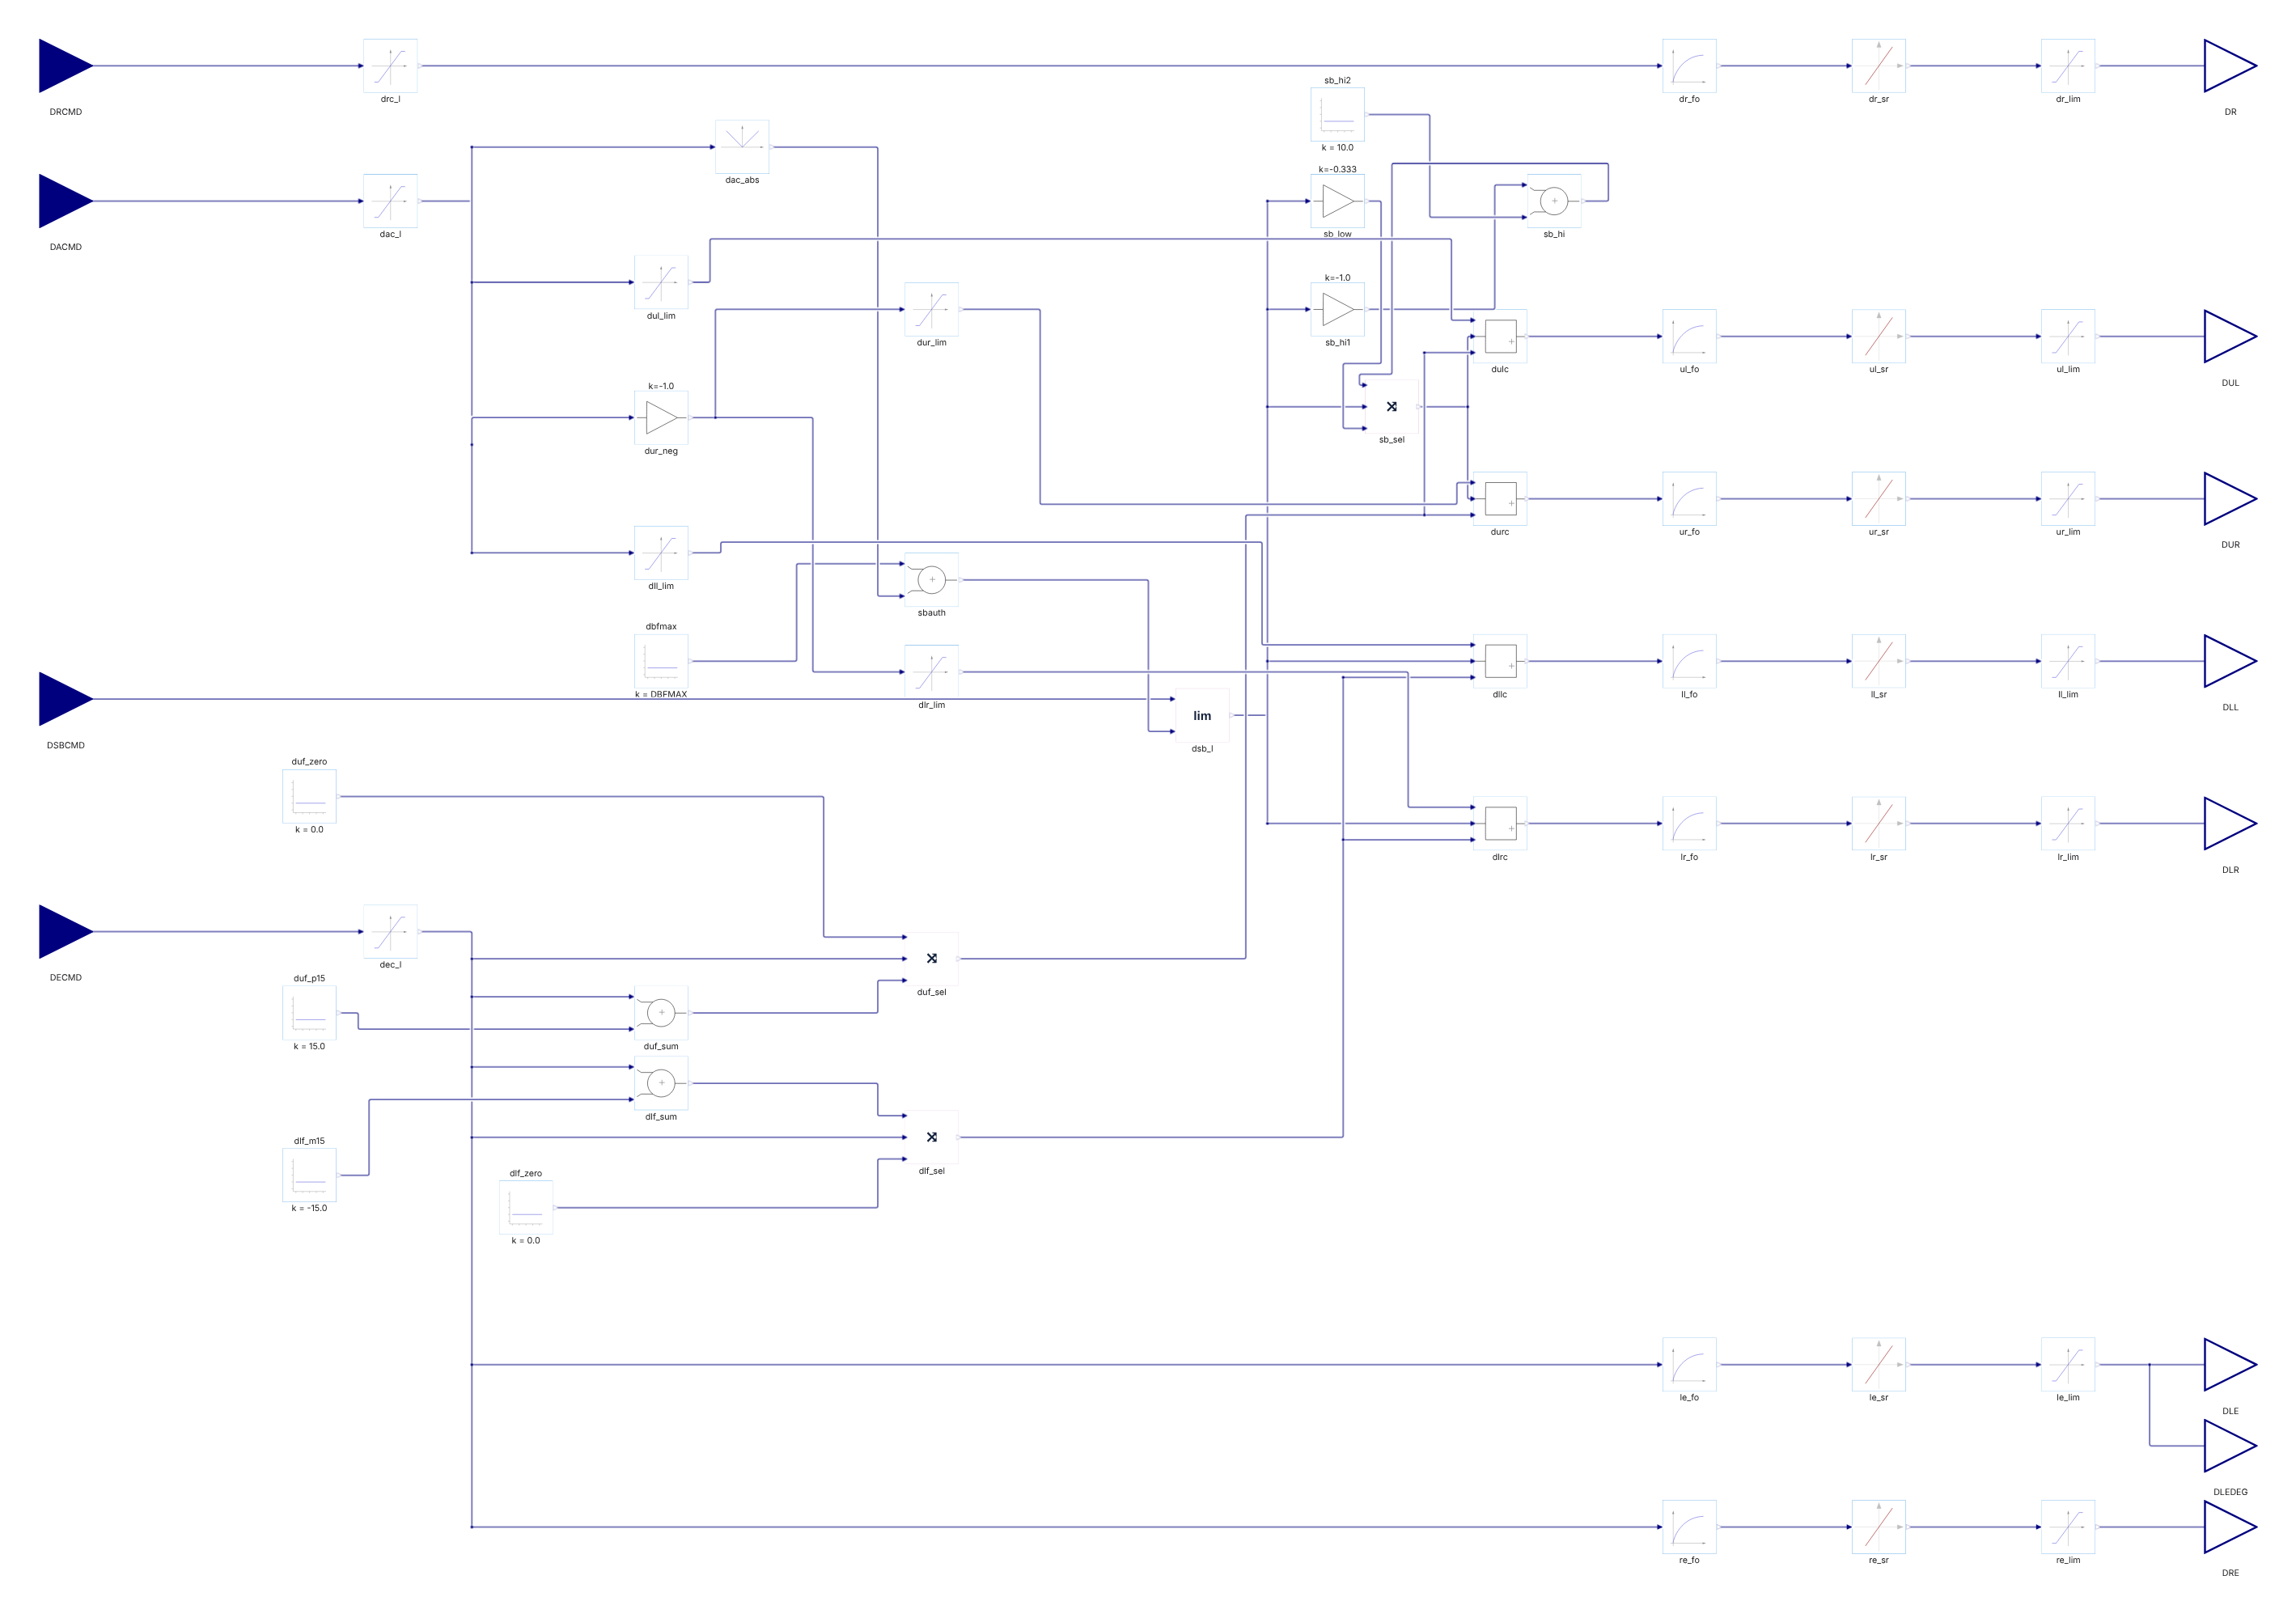 sb_hi2
drc_l
dr_fo
dr_sr
dr_lim
DRCMD
DR
k = 10.0
k=-0.333
dac_abs
dac_l
sb_low
sb_hi
DACMD
k=-1.0
dul_lim
dur_lim
sb_hi1
dulc
ul_fo
ul_sr
ul_lim
DUL
k=-1.0
sb_sel
dur_neg
durc
ur_fo
ur_sr
ur_lim
DUR
dll_lim
sbauth
dbfmax
k = DBFMAX
dlr_lim
dllc
ll_fo
ll_sr
ll_lim
DLL
lim
DSBCMD
dsb_l
duf_zero
k = 0.0
dlrc
lr_fo
lr_sr
lr_lim
DLR
dec_l
DECMD
duf_p15
duf_sel
k = 15.0
duf_sum
dlf_sum
dlf_m15
dlf_zero
dlf_sel
k = -15.0
k = 0.0
le_fo
le_sr
le_lim
DLE
DLEDEG
re_fo
re_sr
re_lim
DRE